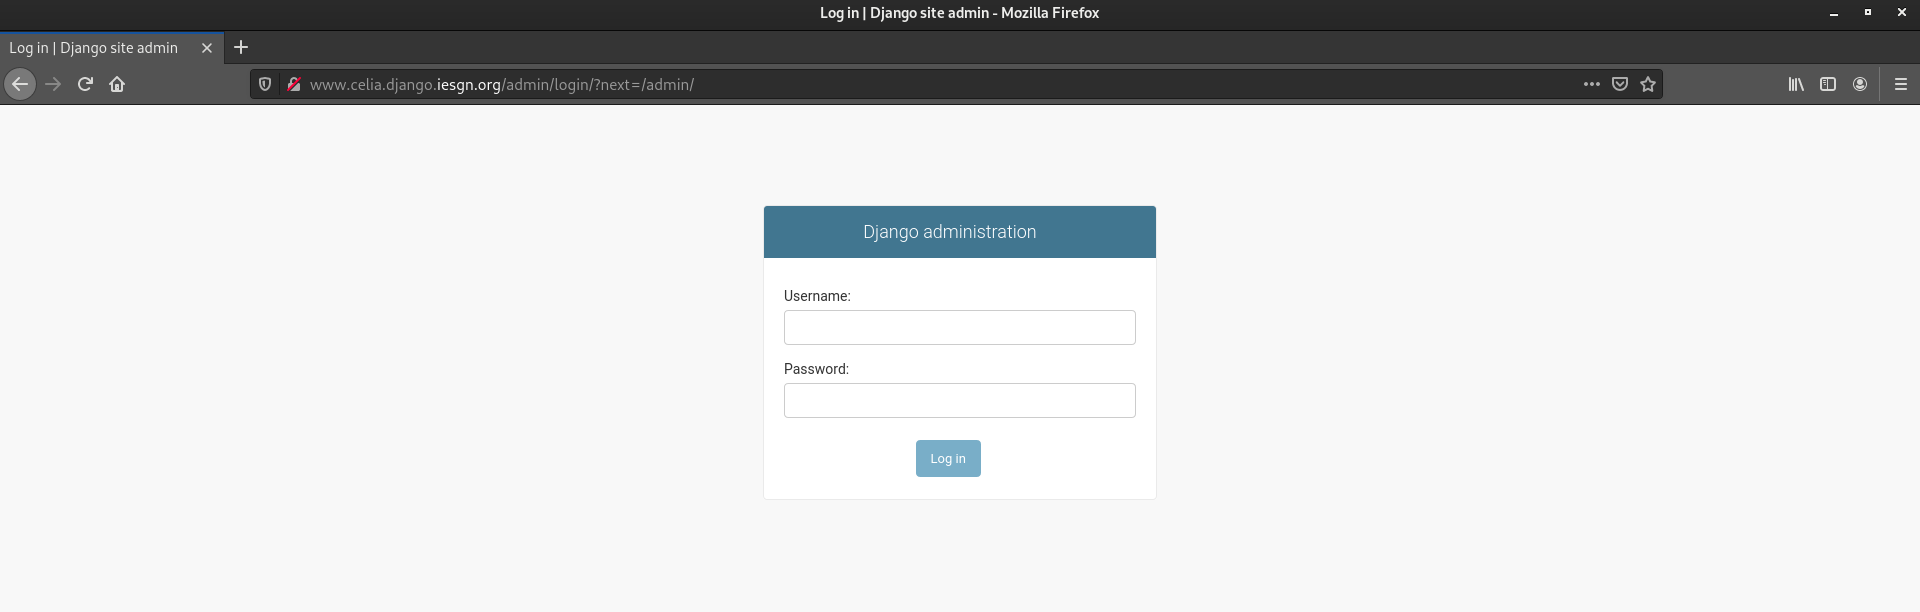 Log in | Django site admin - Mozilla Firefox
Log in | Django site admin
www.celia.django.iesgn.org/admin/login/?next=/admin/
Django administration
Username:
Password:
Log in